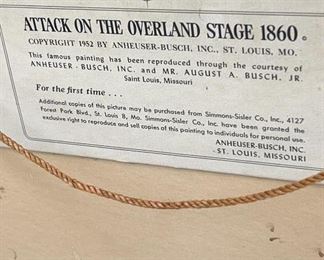 ATTACK ON THE OVERLAND STAGE 1860.
COPYRIGHT 1952 BY ANHEUSER-BUSCH, INC., ST. LOUIS, MO.
This famous painting has been reproduced through the courtesy of
ANHEUSER-BUSCH, INC. and MR. AUGUST A. BUSCH, JR.
Saint Louis, Missouri
For the first time . . .
Additional copies of this picture may be purchased from Simmons-Sisler Co., Inc., 4127
Forest Park Blvd., St. Louis 8, Mo. Simmons-Sisler Co., Inc. have been granted the
exclusive right to reproduce and sell copies of this painting to individuals for personal use.
ANHEUSER-BUSCH, INC.
ST. LOUIS, MISSOURI